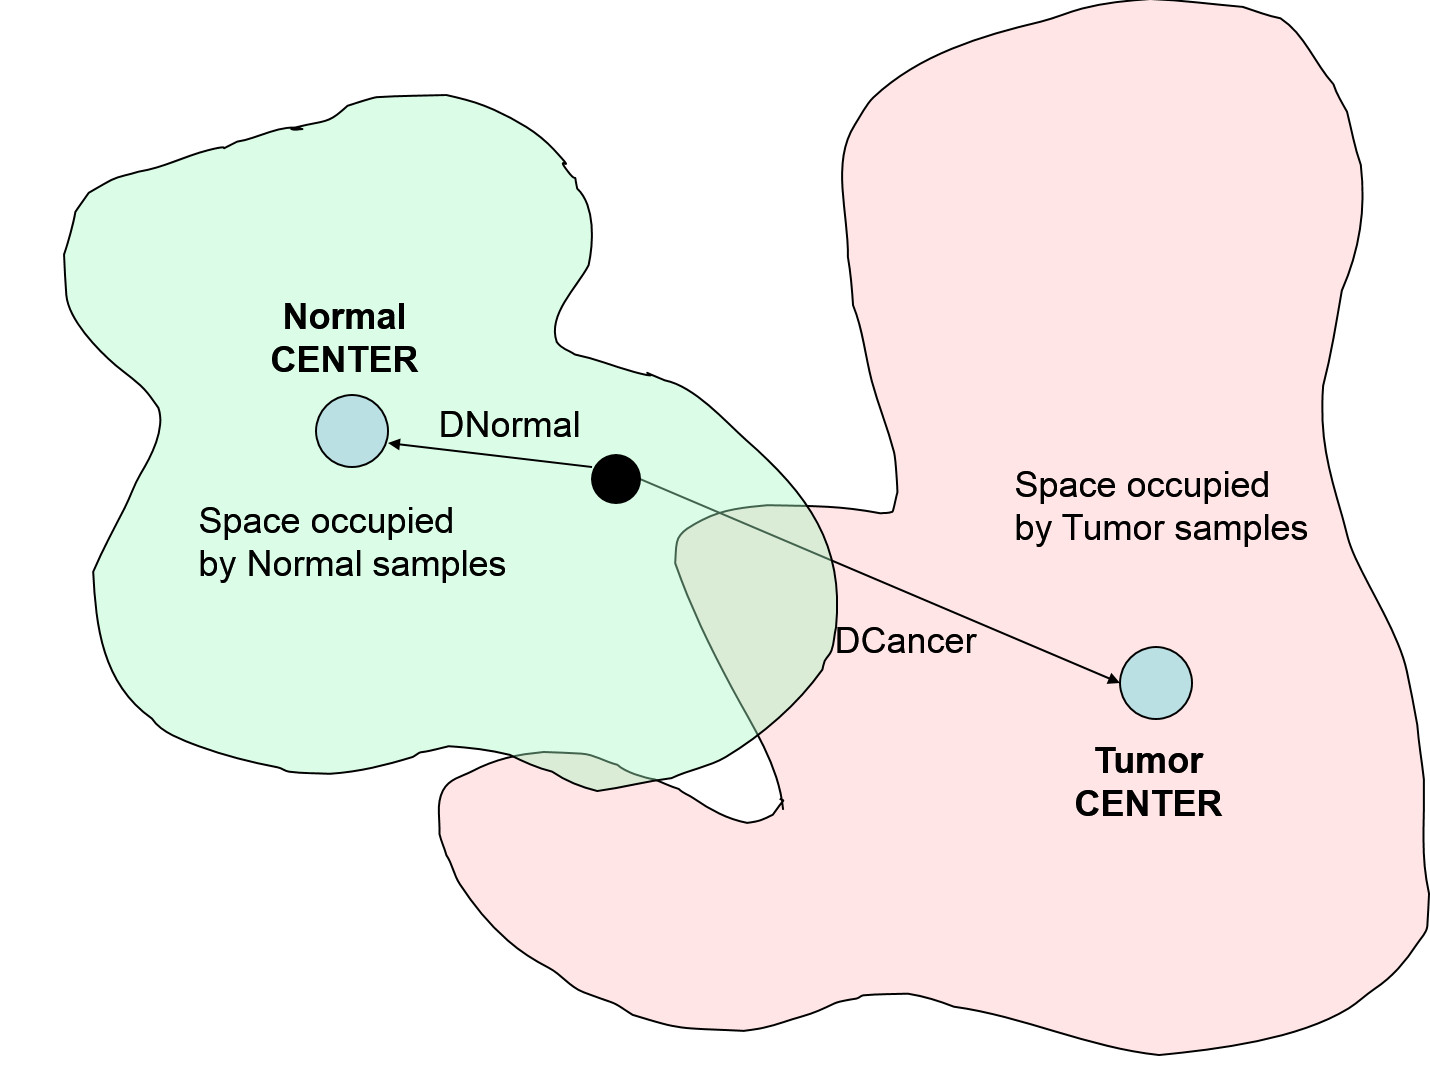 Normal
CENTER
DNormal
Space occupied
by Normal samples
Space occupied
by Tumor samples
DCancer
Tumor
CENTER